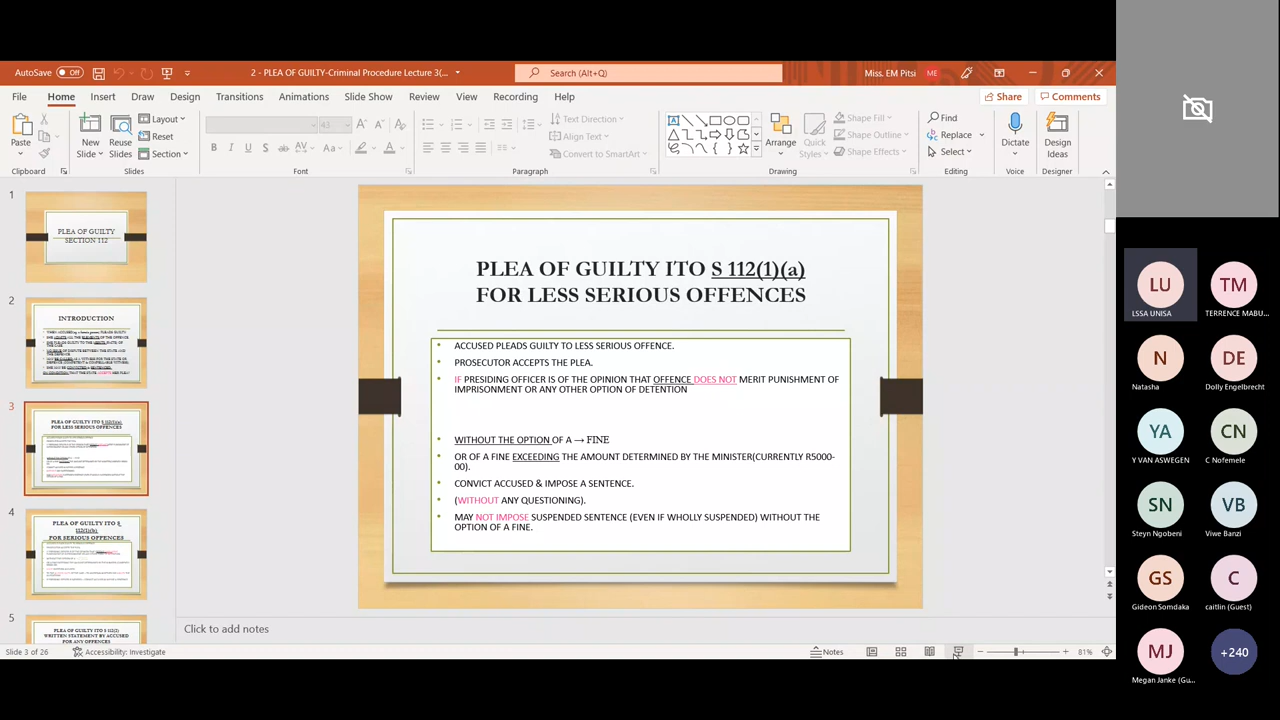 AutoSave Off
2 - PLEA OF GUILTY-Criminal Procedure Lecture 3(...
Search (Alt+Q)
Miss. EM Pitsi ME
File Home Insert Draw Design Transitions Animations Slide Show Review View Recording Help
Share Comments
Paste
Clipboard
New Slide
Reuse Slides
Layout
Reset
Section
Slides
43
Font
Text Direction
Align Text
Convert to SmartArt
Paragraph
Arrange
Quick Styles
Shape Fill
Shape Outline
Shape Effects
Drawing
Find
Replace
Select
Editing
Dictate
Voice
Design Ideas
Designer
1
PLEA OF GUILTY
SECTION 112
2
INTRODUCTION
3
PLEA OF GUILTY ITO S 112(1)(a)
FOR LESS SERIOUS OFFENCES
4
PLEA OF GUILTY ITO S
112(1)(b)
FOR SERIOUS OFFENCES
5
PLEA OF GUILTY ITO S 112(2)
WRITTEN STATEMENT BY ACCUSED
FOR ANY OFFENCES
PLEA OF GUILTY ITO S 112(1)(a)
FOR LESS SERIOUS OFFENCES
• ACCUSED PLEADS GUILTY TO LESS SERIOUS OFFENCE.
• PROSECUTOR ACCEPTS THE PLEA.
• IF PRESIDING OFFICER IS OF THE OPINION THAT OFFENCE DOES NOT MERIT PUNISHMENT OF
IMPRISONMENT OR ANY OTHER OPTION OF DETENTION
• WITHOUT THE OPTION OF A → FINE
• OR OF A FINE EXCEEDING THE AMOUNT DETERMINED BY THE MINISTER(CURRENTLY R5000-
00).
• CONVICT ACCUSED & IMPOSE A SENTENCE.
• (WITHOUT ANY QUESTIONING).
• MAY NOT IMPOSE SUSPENDED SENTENCE (EVEN IF WHOLLY SUSPENDED) WITHOUT THE
OPTION OF A FINE.
Click to add notes
Slide 3 of 26 Accessibility: Investigate
Notes
81%
LU
LSSA UNISA
TM
TERRENCE MABU...
N
Natasha
DE
Dolly Engelbrecht
YA
Y VAN ASWEGEN
CN
C Nofemele
SN
Steyn Ngobeni
VB
Viwe Banzi
GS
Gideon Somdaka
C
caitlin (Guest)
MJ
Megan Janke (Gu...
+240